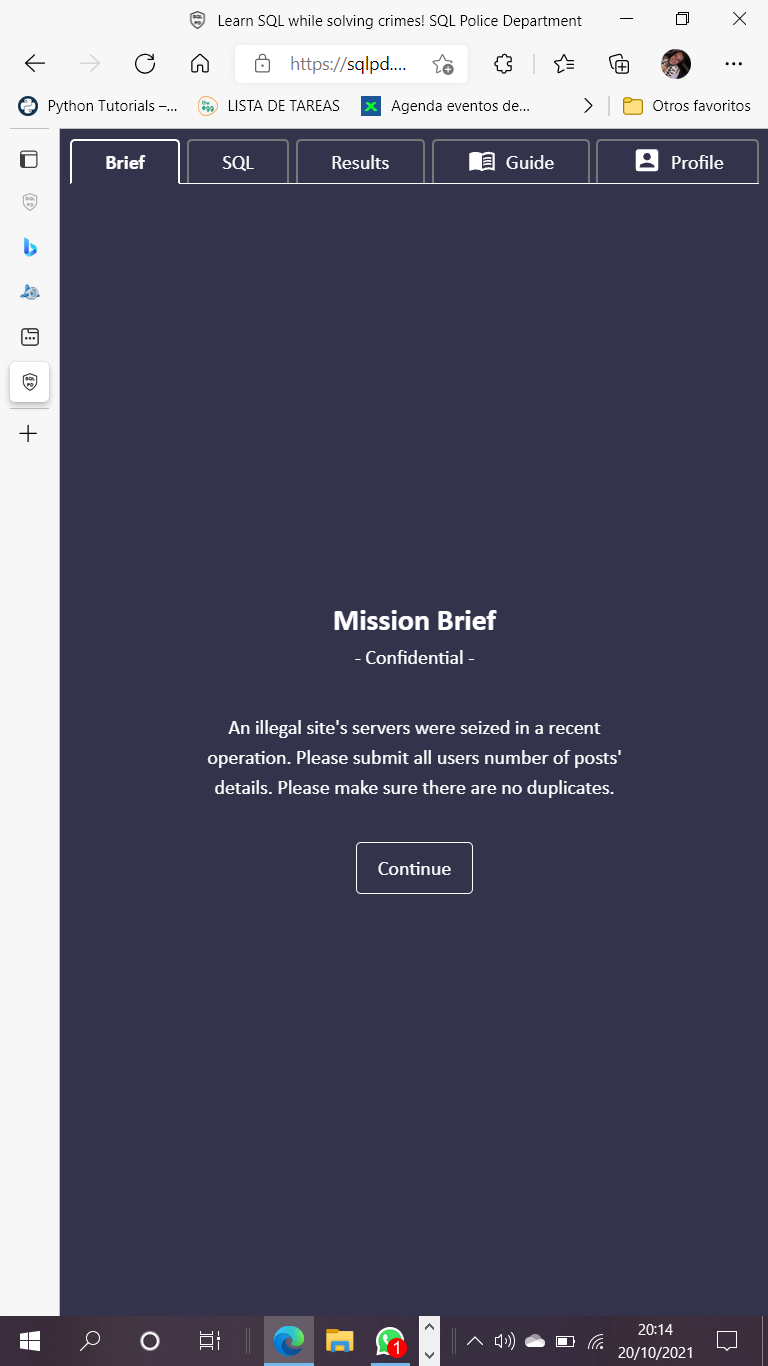 Learn SQL while solving crimes! SQL Police Department
https://sqlpd....
Python Tutorials –...
LISTA DE TAREAS
Agenda eventos de...
Otros favoritos
Brief
SQL
Results
Guide
Profile
Mission Brief
- Confidential -
An illegal site's servers were seized in a recent
operation. Please submit all users number of posts'
details. Please make sure there are no duplicates.
Continue
1
20:14
20/10/2021